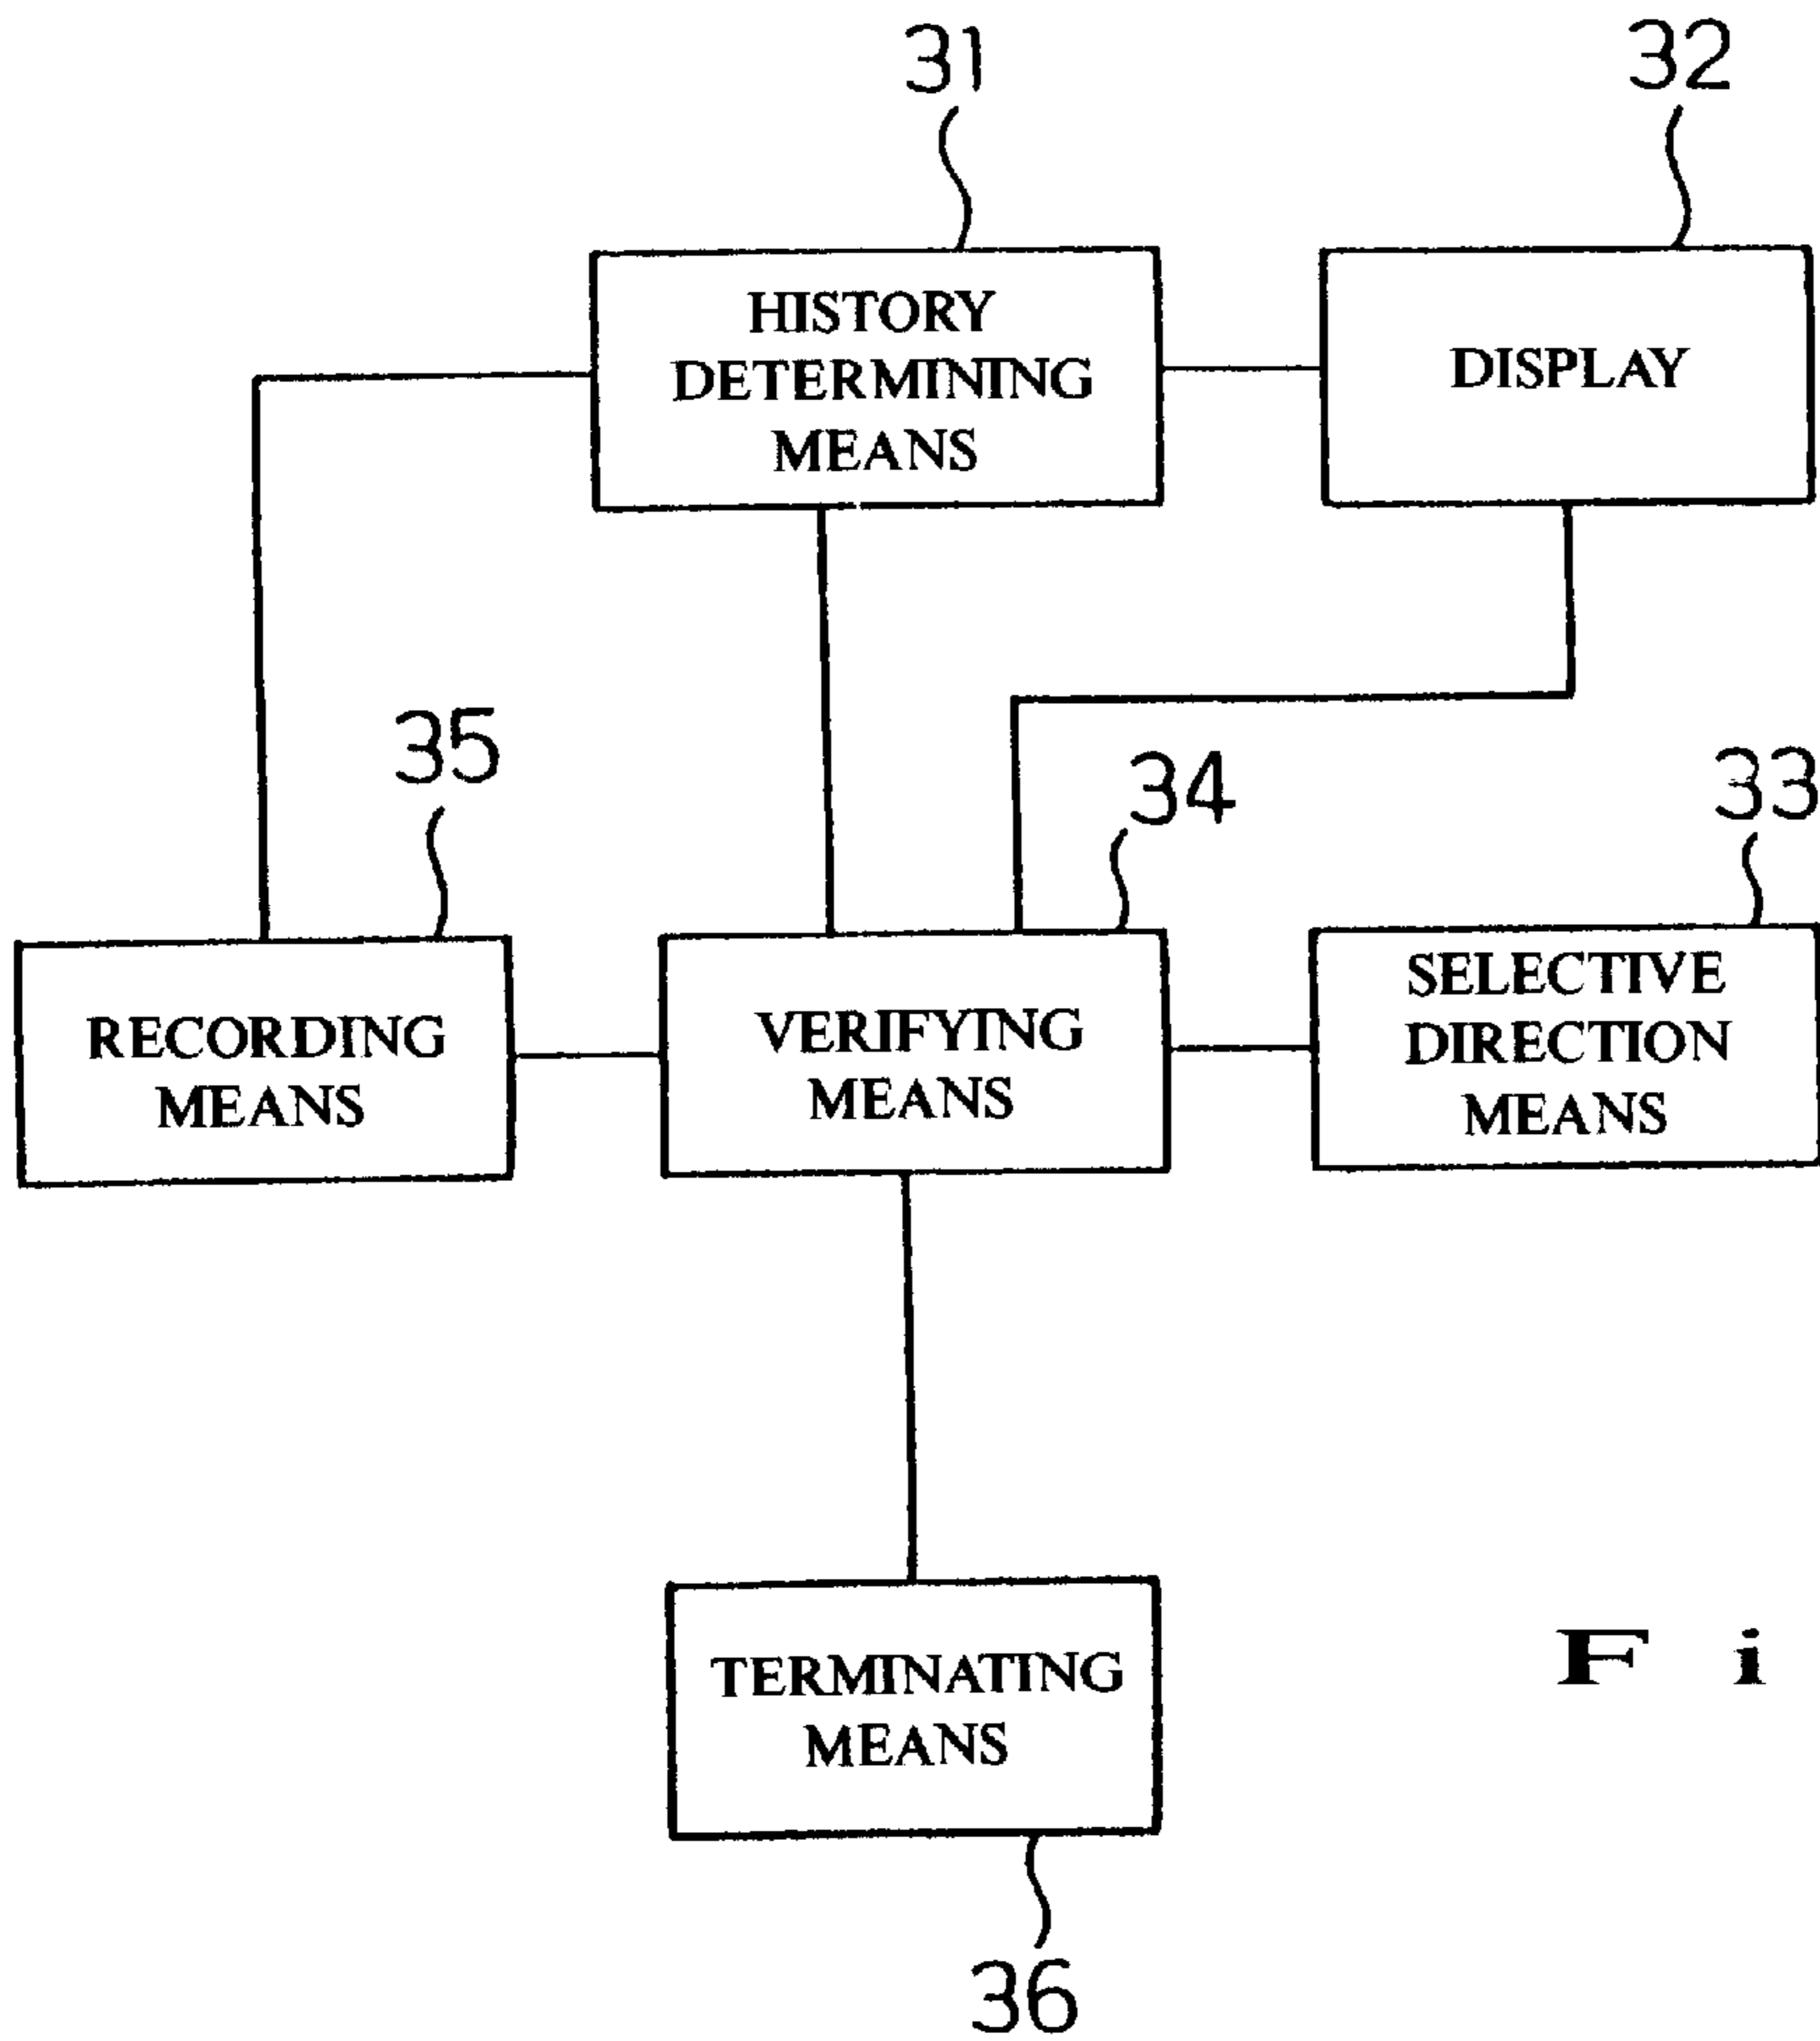 31
32
HISTORY
DETERMINING
MEANS
DISPLAY
35
34
33
RECORDING
MEANS
VERIFYING
MEANS
SELECTIVE
DIRECTION
MEANS
TERMINATING
MEANS
F i
36